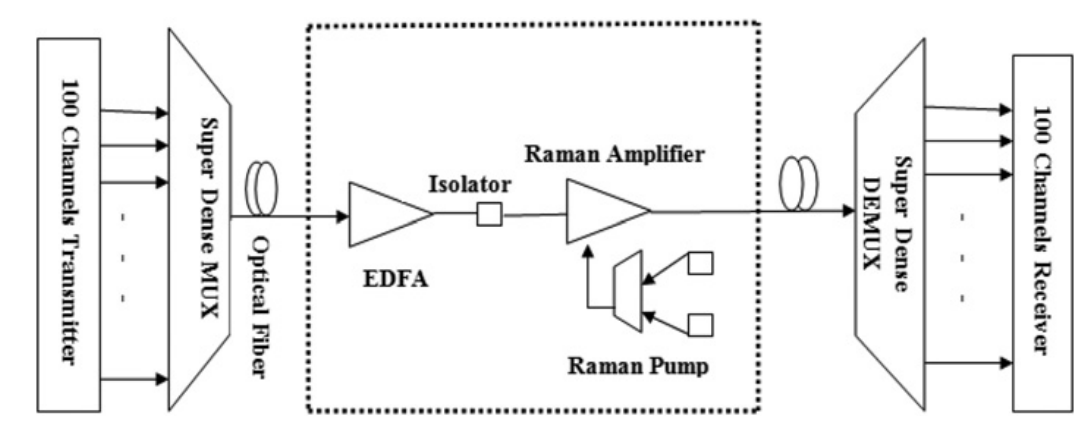 100 Channels Transmitter
Super Dense MUX
Optical Fiber
EDFA
Isolator
Raman Amplifier
Raman Pump
Super Dense
DEMUX
100 Channels Receiver